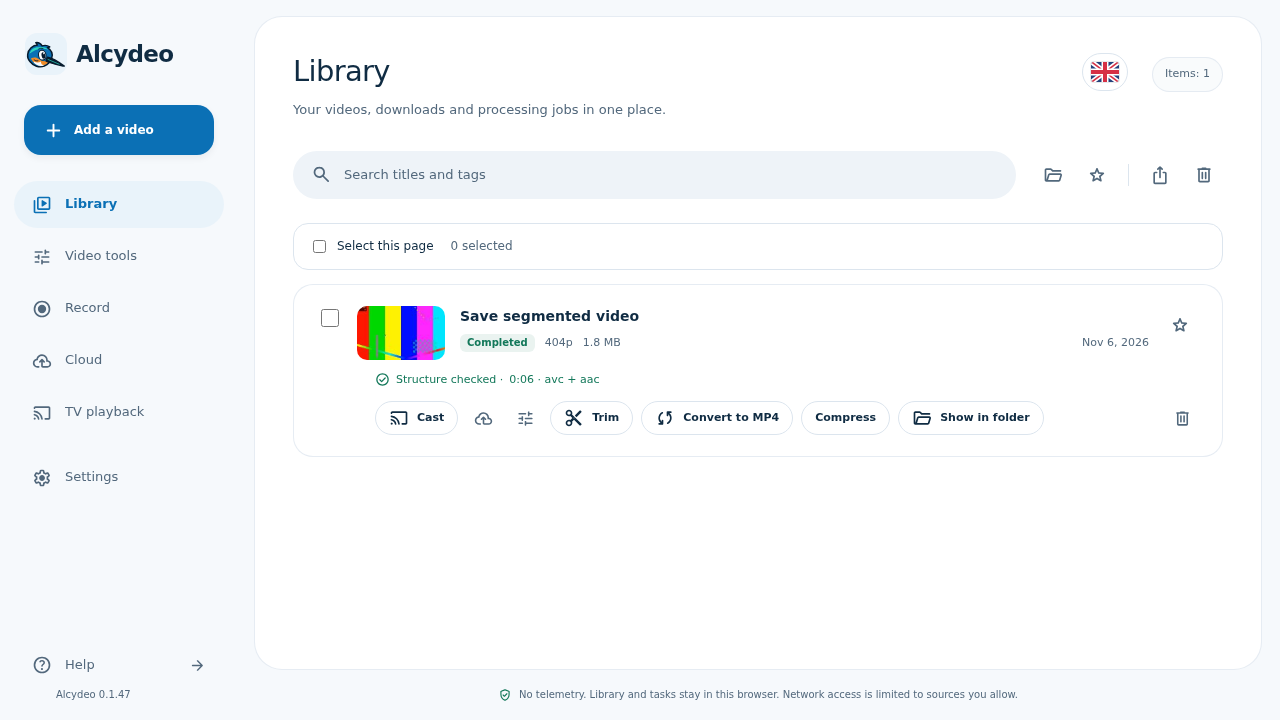 Alcydeo
Add a video
Library
Video tools
Record
Cloud
TV playback
Settings
Help
Alcydeo 0.1.47
Library
Items: 1
Your videos, downloads and processing jobs in one place.
Search titles and tags
Select this page 0 selected
Save segmented video
Completed 404p 1.8 MB Nov 6, 2026
Structure checked · 0:06 · avc + aac
Cast Trim Convert to MP4 Compress Show in folder
No telemetry. Library and tasks stay in this browser. Network access is limited to sources you allow.